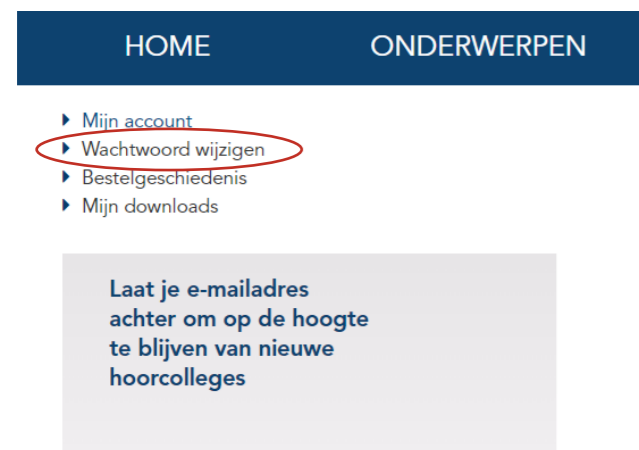 HOME ONDERWERPEN
Mijn account
Wachtwoord wijzigen
Bestelgeschiedenis
Mijn downloads
Laat je e-mailadres
achter om op de hoogte
te blijven van nieuwe
hoorcolleges